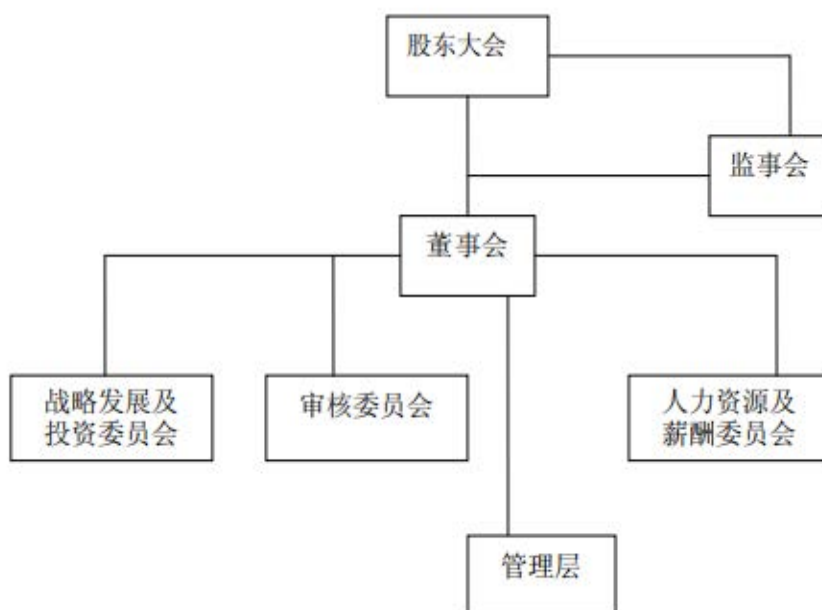 股东大会
监事会
董事会
战略发展及
投资委员会
审核委员会
人力资源及
薪酬委员会
管理层